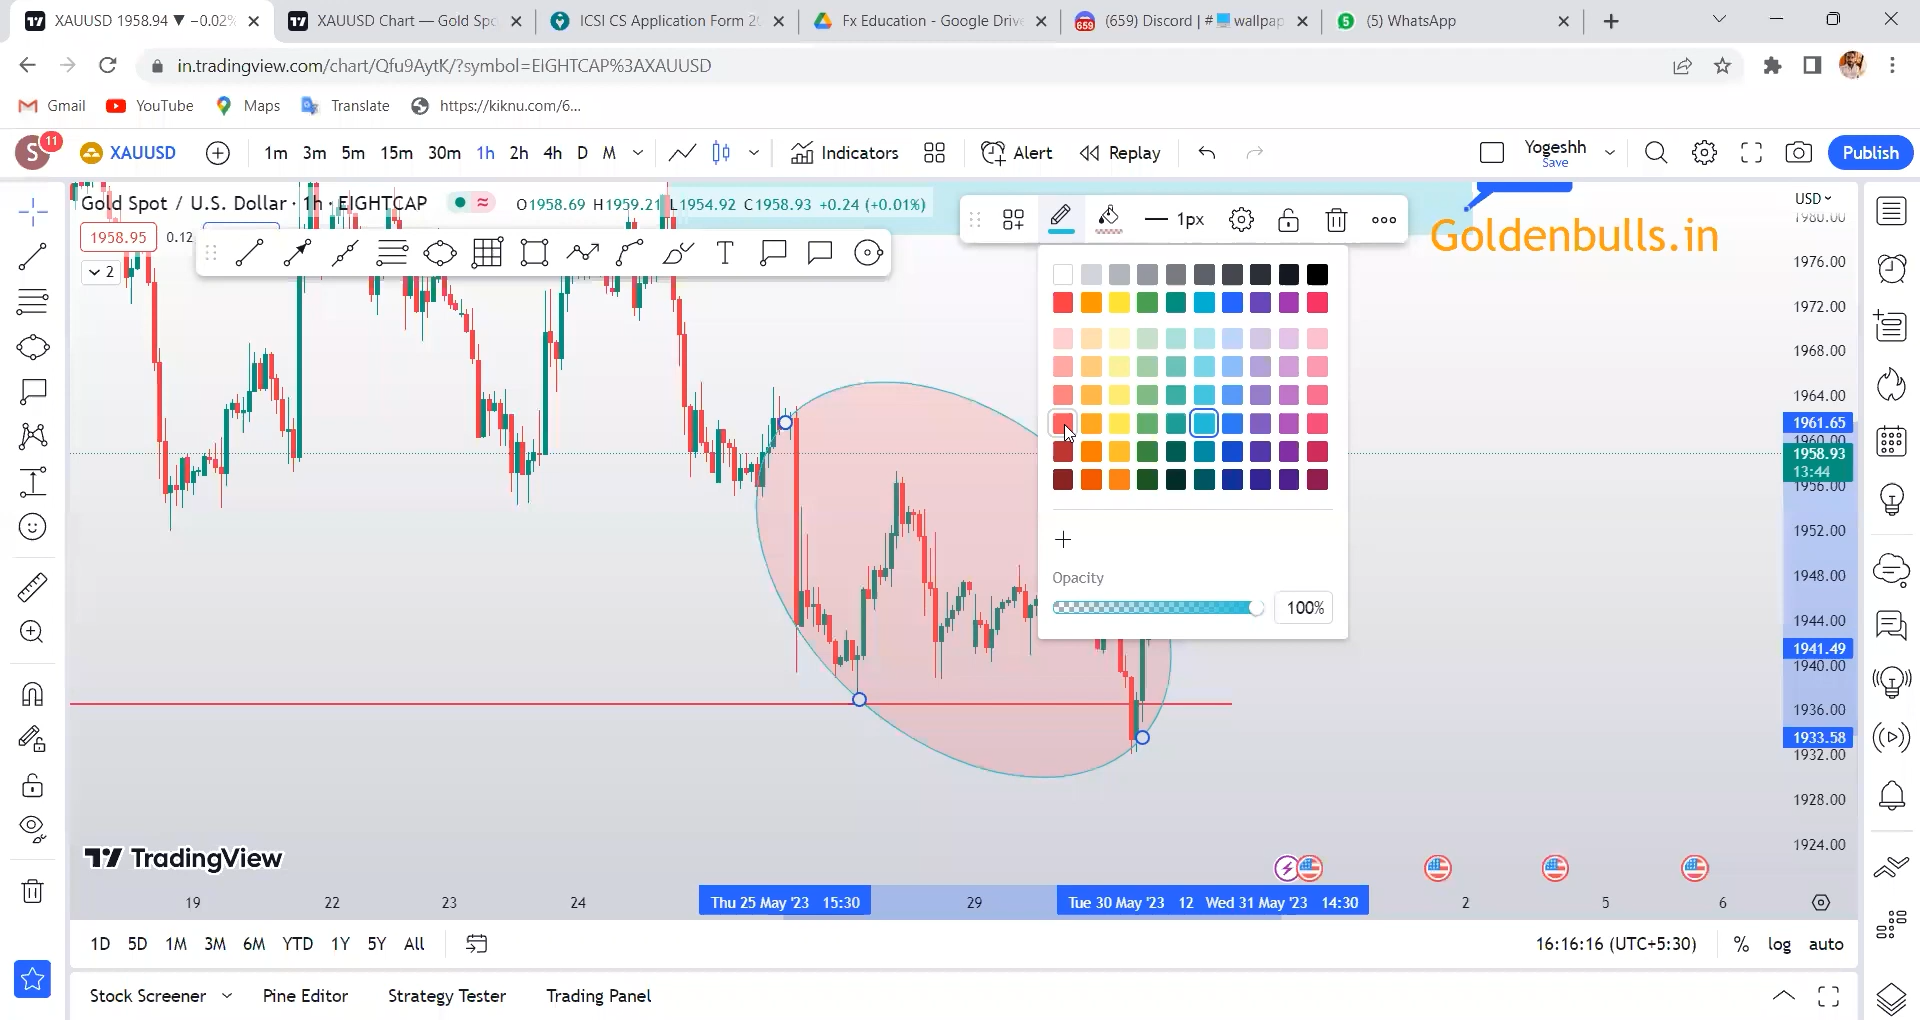 XAUUSD 1958.94 ▼ −0.02%
XAUUSD Chart — Gold Spo
ICSI CS Application Form 2
Fx Education - Google Drive
(659) Discord | #🖥️wallpap
(5) WhatsApp
in.tradingview.com/chart/Qfu9AytK/?symbol=EIGHTCAP%3AXAUUSD
Gmail
YouTube
Maps
Translate
https://kiknu.com/6...
S
11
XAUUSD
1m 3m 5m 15m 30m 1h 2h 4h D M
Indicators
Alert
Replay
Yogeshh
Save
Publish
Gold Spot / U.S. Dollar · 1h · EIGHTCAP
O1958.69 H1959.21 L1954.92 C1958.93 +0.24 (+0.01%)
1958.95
0.12
2
1px
Goldenbulls.in
USD
1980.00
1976.00
1972.00
1968.00
1964.00
1961.65
1960.00
1958.93
13:44
1956.00
1952.00
1948.00
1944.00
1941.49
1940.00
1936.00
1933.58
1932.00
1928.00
1924.00
Opacity
100%
TradingView
19 22 23 24 Thu 25 May '23 15:30 29 Tue 30 May '23 12 Wed 31 May '23 14:30 2 5 6
1D 5D 1M 3M 6M YTD 1Y 5Y All
16:16:16 (UTC+5:30)
% log auto
Stock Screener
Pine Editor
Strategy Tester
Trading Panel